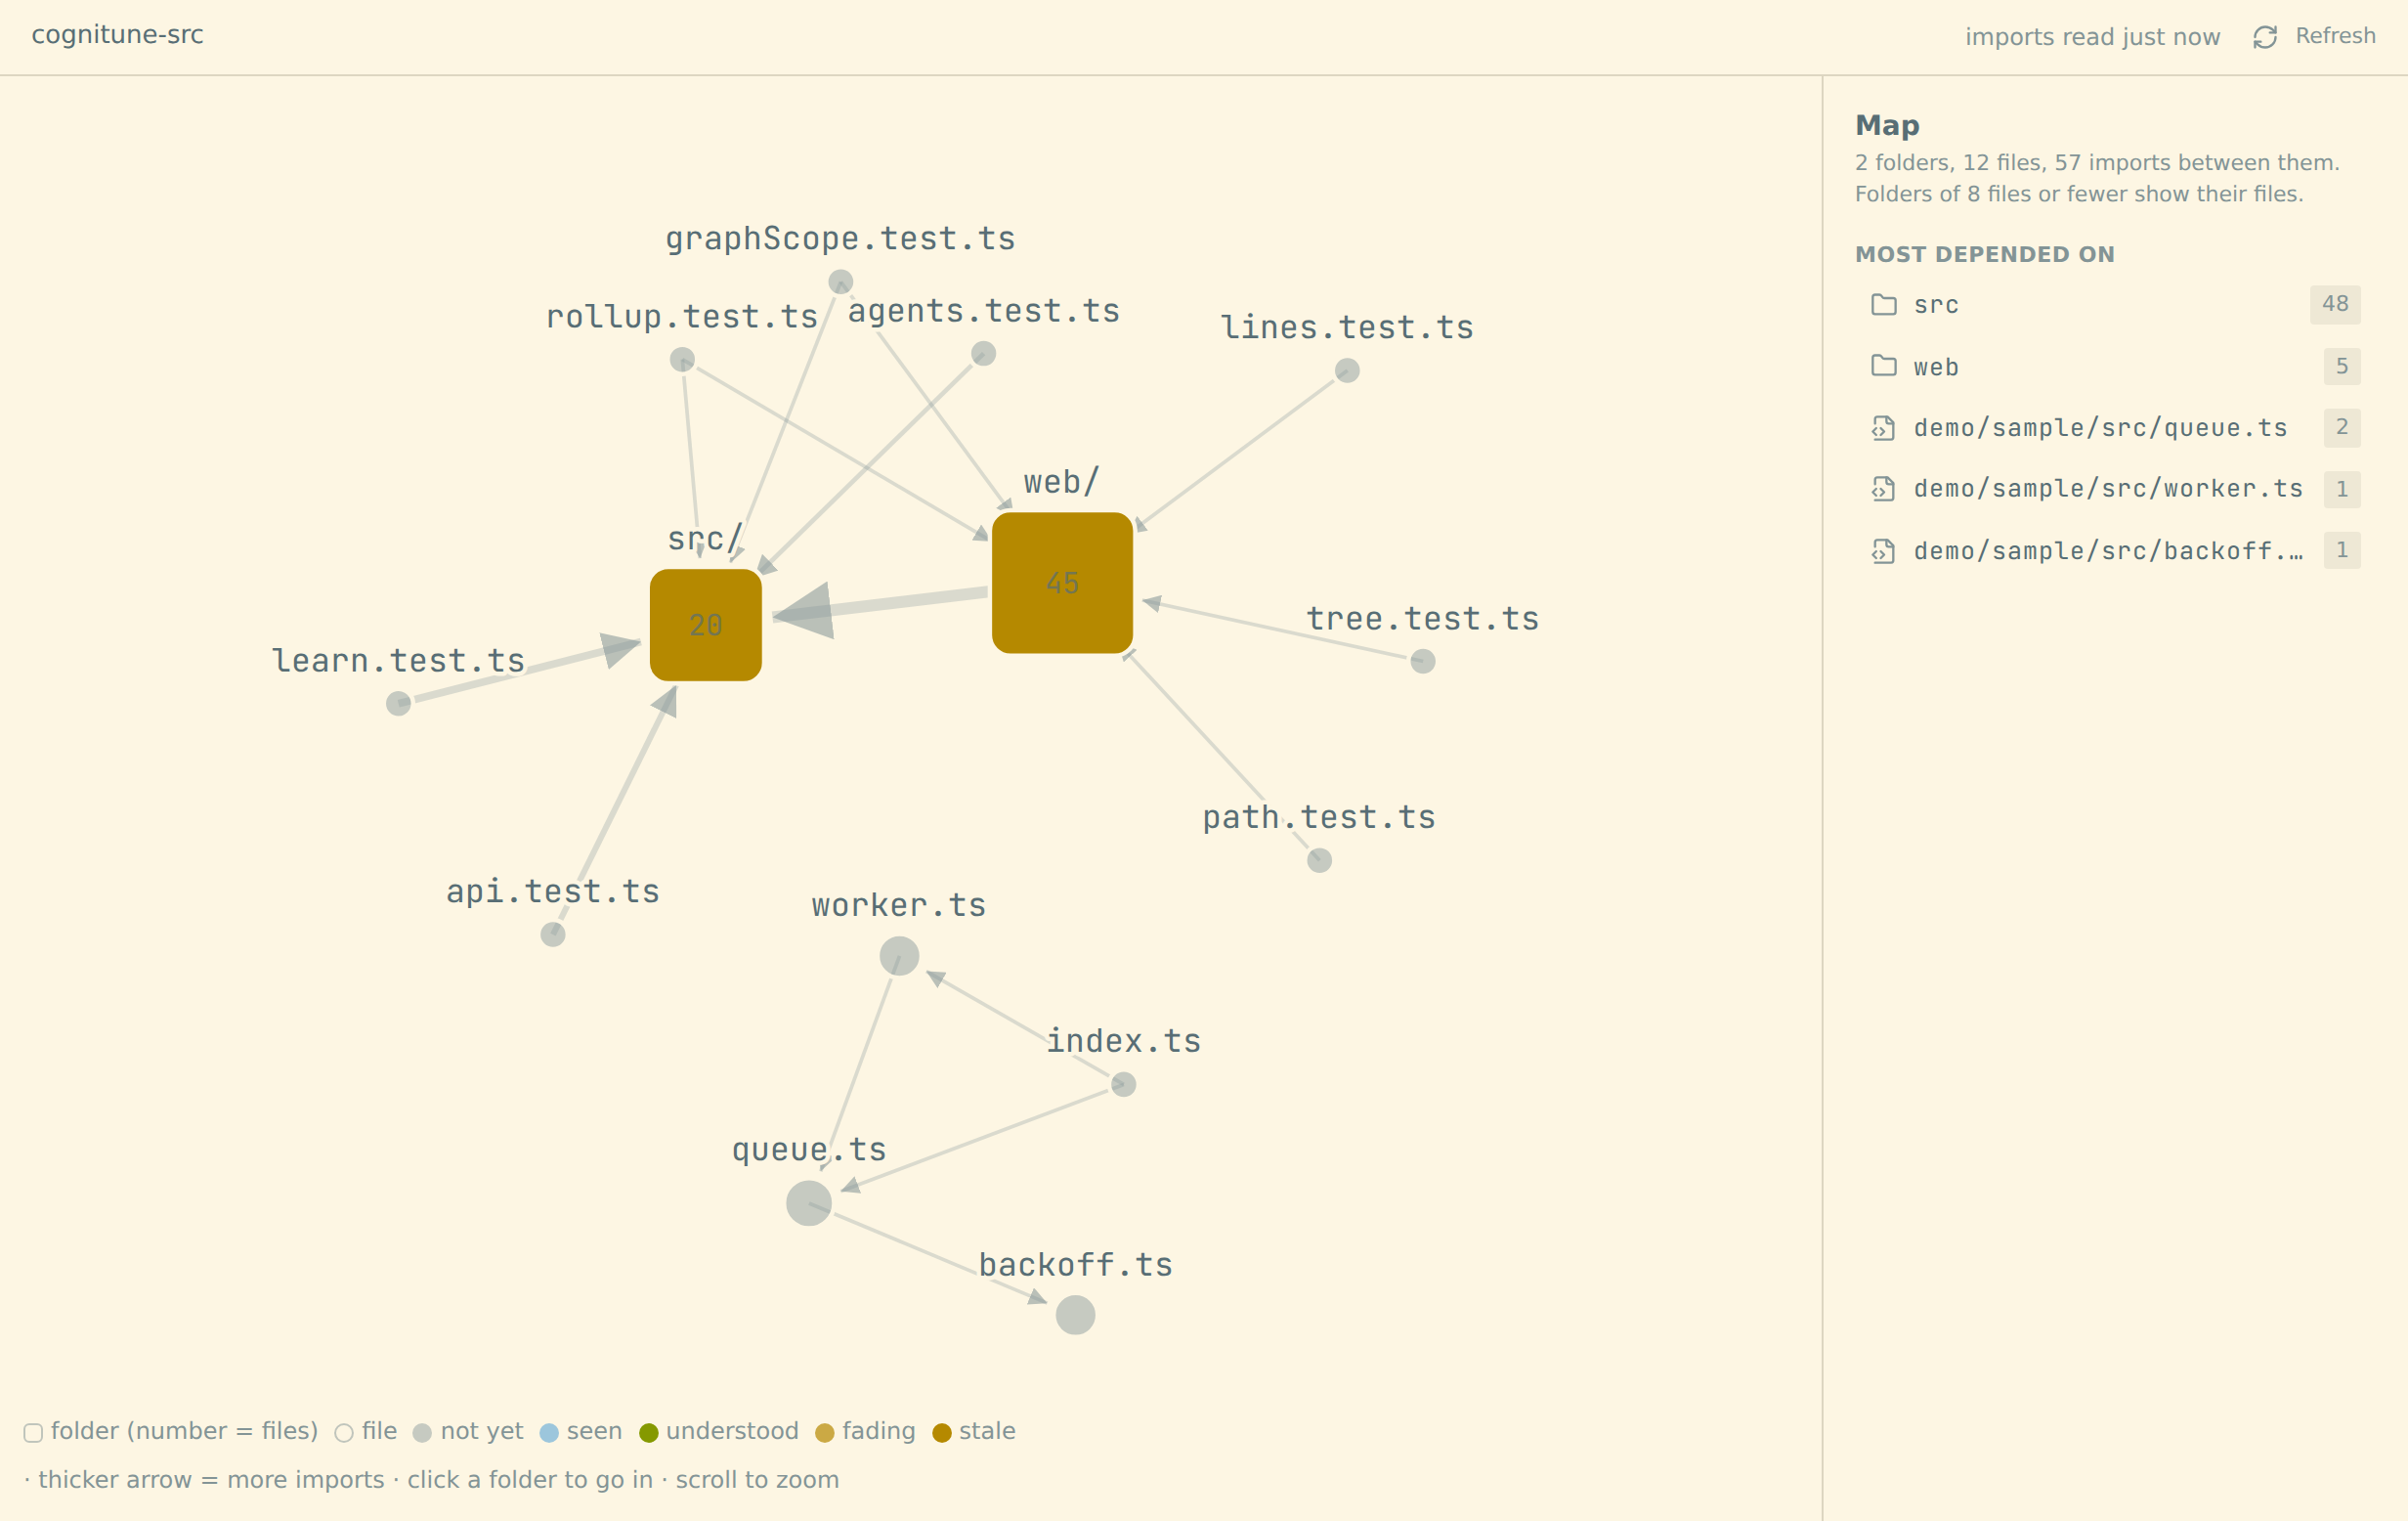 cognitune-src
imports read just now
Refresh
Map
2 folders, 12 files, 57 imports between them.
Folders of 8 files or fewer show their files.
MOST DEPENDED ON
src 48
web 5
demo/sample/src/queue.ts 2
demo/sample/src/worker.ts 1
demo/sample/src/backoff.… 1
graphScope.test.ts
rollup.test.ts
agents.test.ts
lines.test.ts
web/
45
src/
20
tree.test.ts
learn.test.ts
path.test.ts
api.test.ts
worker.ts
index.ts
queue.ts
backoff.ts
folder (number = files) file not yet seen understood fading stale
· thicker arrow = more imports · click a folder to go in · scroll to zoom